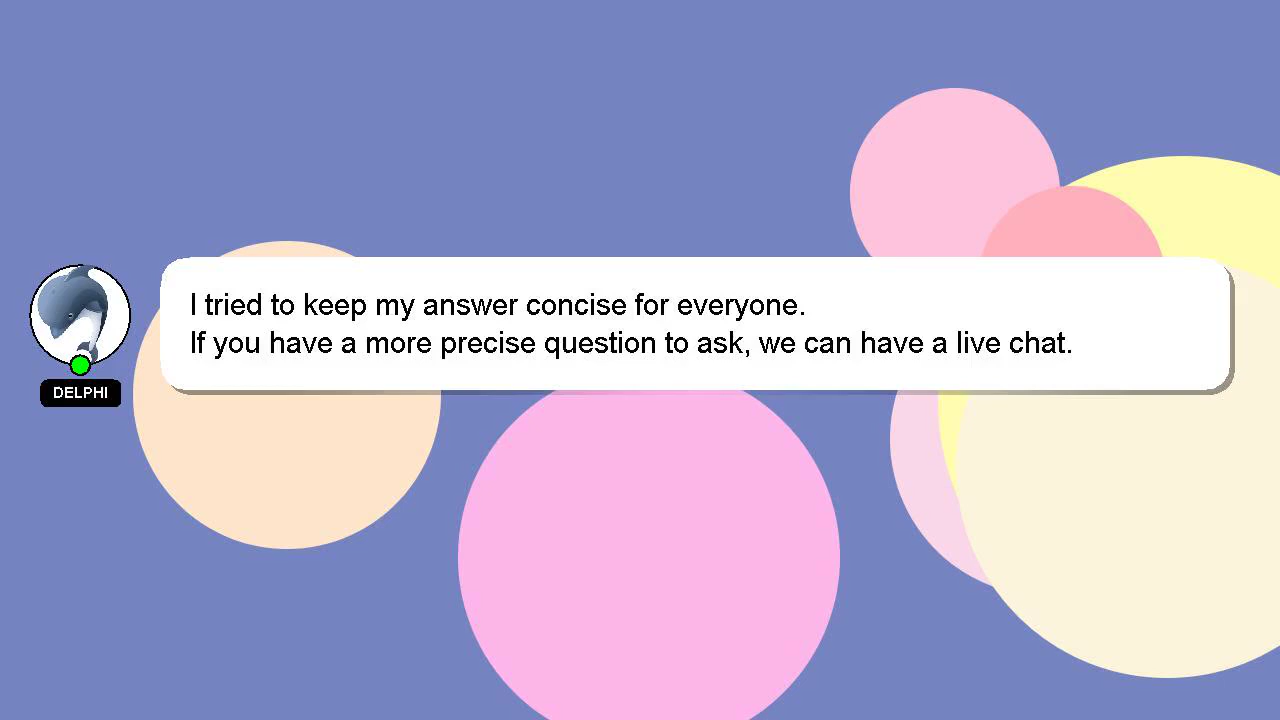 I tried to keep my answer concise for everyone.
If you have a more precise question to ask, we can have a live chat.
DELPHI